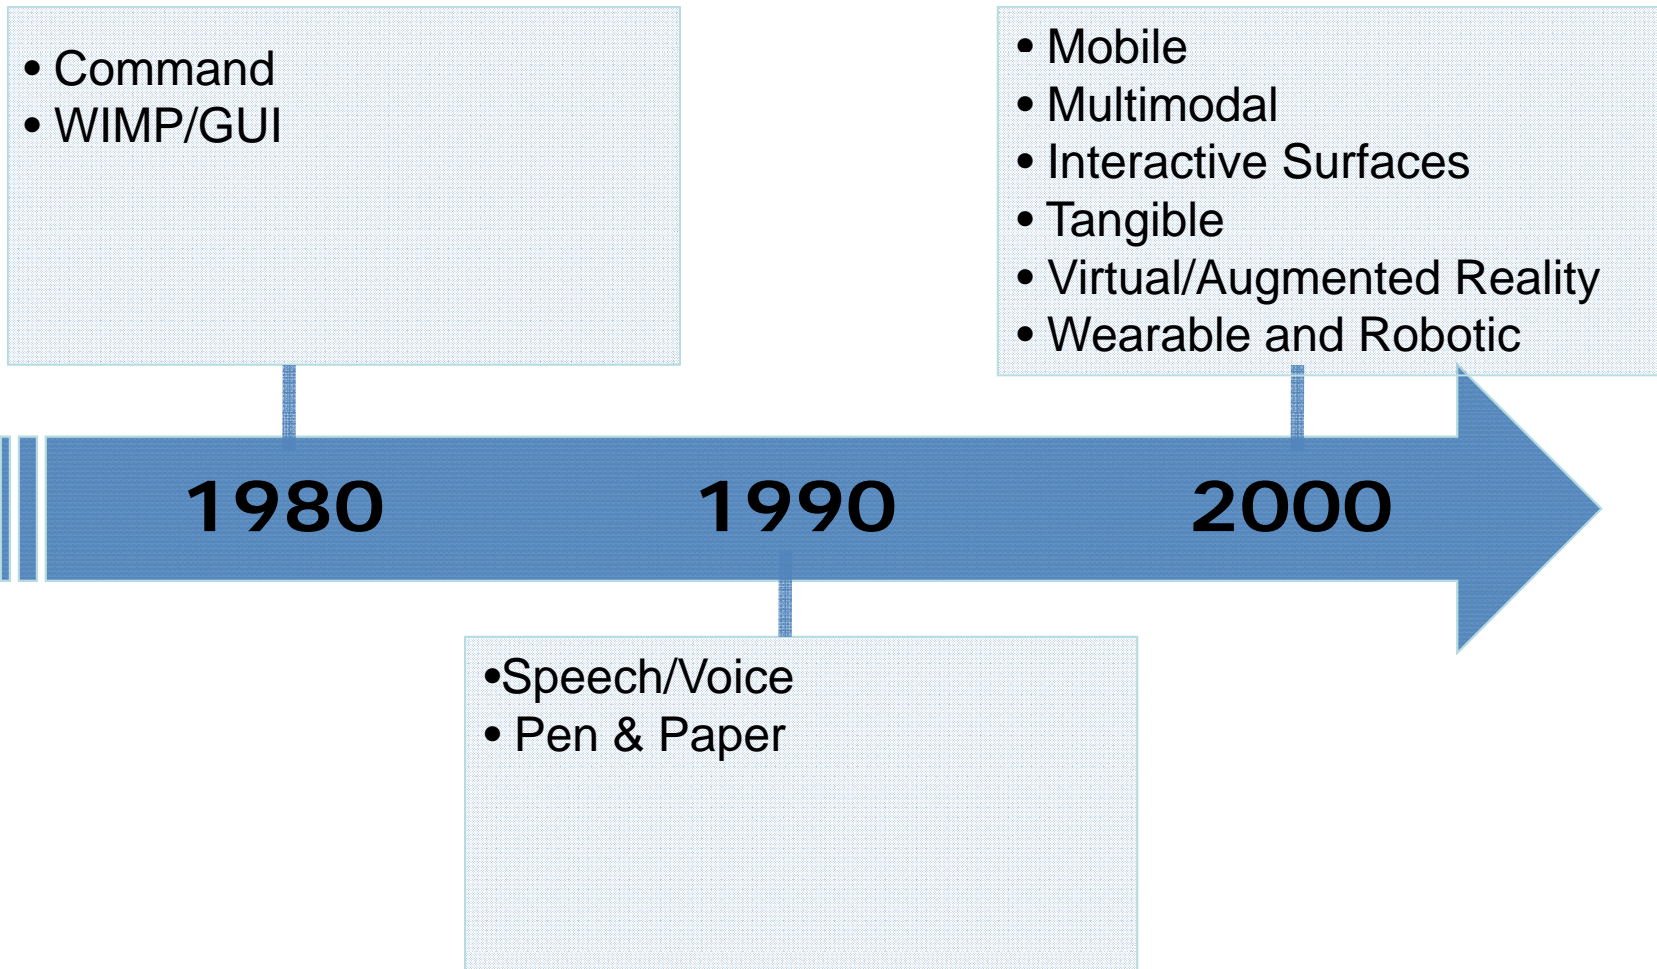 • Command
• WIMP/GUI
• Mobile
• Multimodal
• Interactive Surfaces
• Tangible
• Virtual/Augmented Reality
• Wearable and Robotic
1980 1990 2000
•Speech/Voice
• Pen & Paper